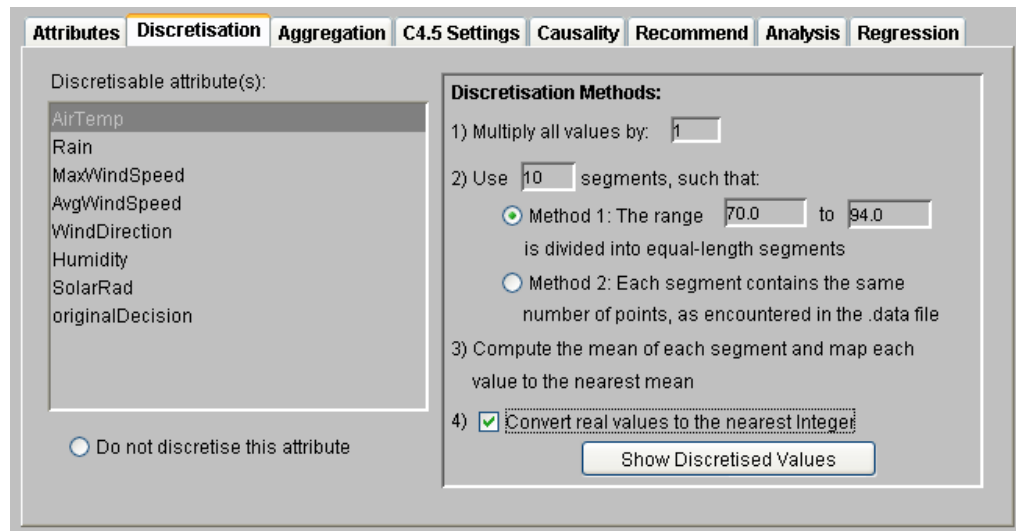 Attributes Discretisation Aggregation C4.5 Settings Causality Recommend Analysis Regression
Discretisable attribute(s):
AirTemp
Rain
MaxWindSpeed
AvgWindSpeed
WindDirection
Humidity
SolarRad
originalDecision
Do not discretise this attribute
Discretisation Methods:
1) Multiply all values by: 1
2) Use 10 segments, such that:
Method 1: The range 70.0 to 94.0
is divided into equal-length segments
Method 2: Each segment contains the same
number of points, as encountered in the .data file
3) Compute the mean of each segment and map each
value to the nearest mean
4) Convert real values to the nearest Integer
Show Discretised Values